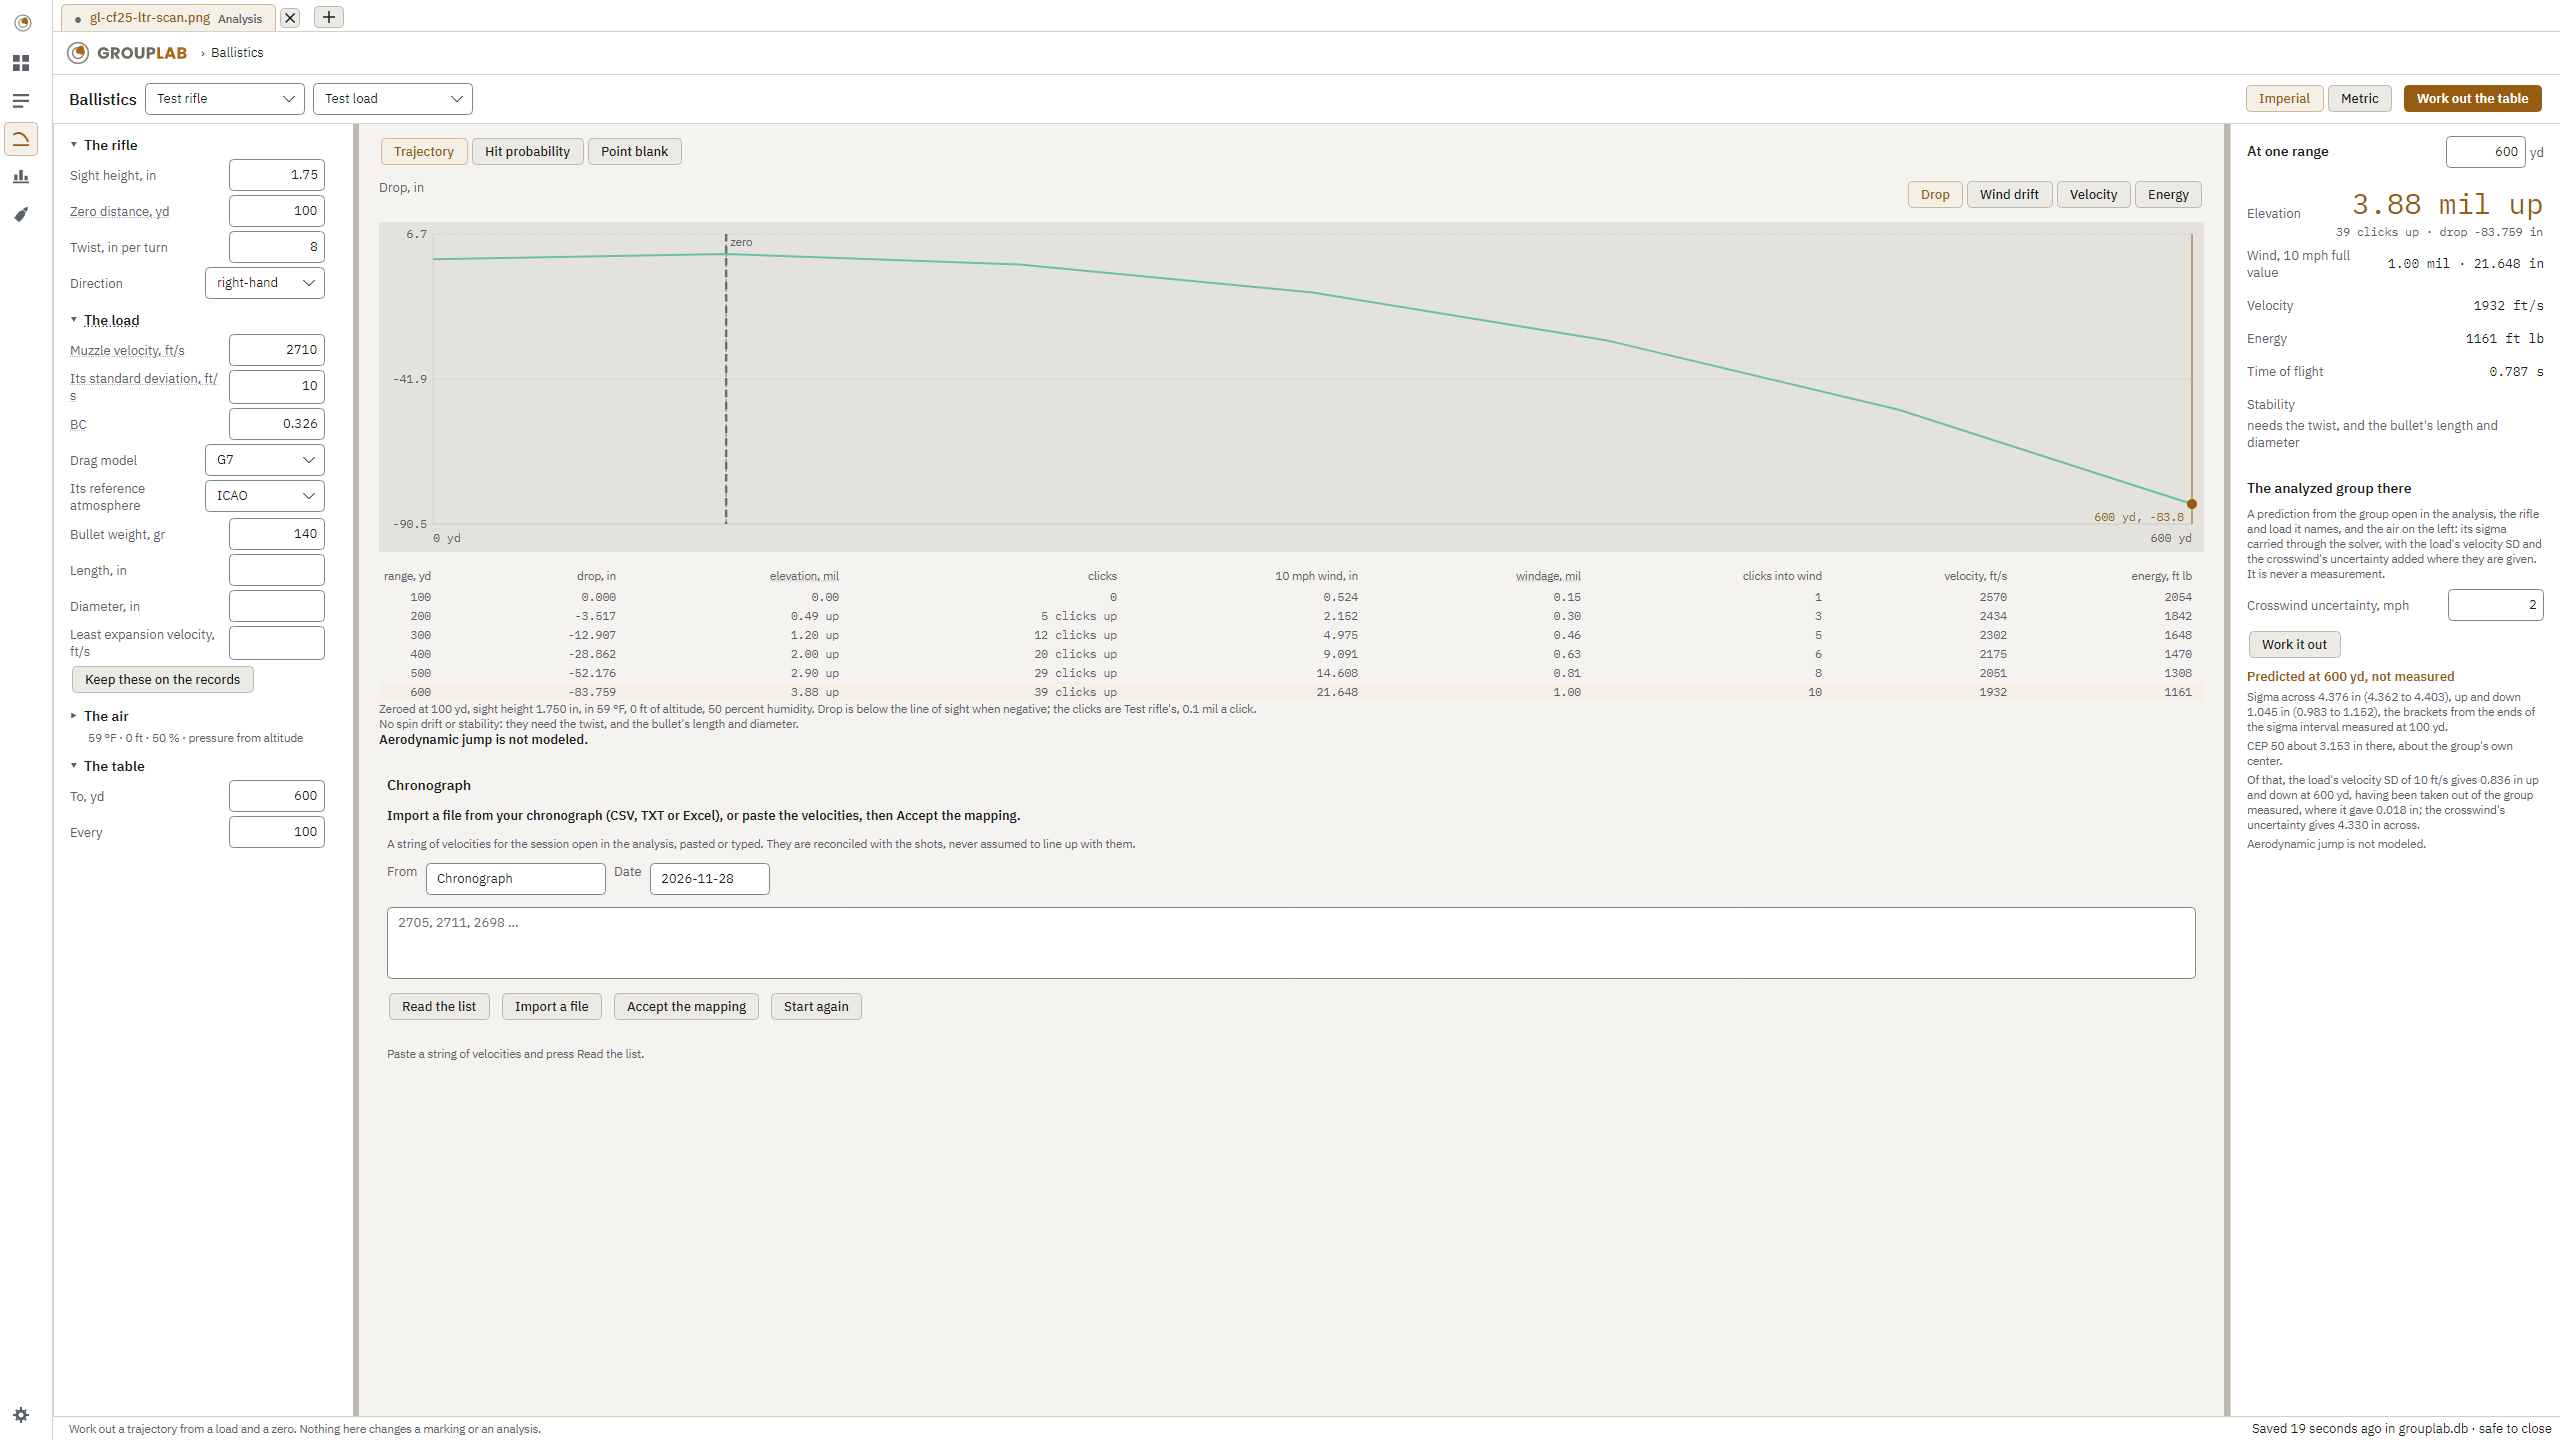 gl-cf25-ltr-scan.png Analysis
GROUPLAB › Ballistics
Ballistics
Test rifle
Test load
Imperial
Metric
Work out the table
The rifle
Sight height, in
1.75
Zero distance, yd
100
Twist, in per turn
8
Direction
right-hand
The load
Muzzle velocity, ft/s
2710
Its standard deviation, ft/
s
10
BC
0.326
Drag model
G7
Its reference
atmosphere
ICAO
Bullet weight, gr
140
Length, in
Diameter, in
Least expansion velocity,
ft/s
Keep these on the records
The air
59 °F · 0 ft · 50 % · pressure from altitude
The table
To, yd
600
Every
100
Trajectory
Hit probability
Point blank
Drop, in
Drop
Wind drift
Velocity
Energy
6.7
zero
-41.9
-90.5
600 yd, -83.8
0 yd
600 yd
range, yd drop, in elevation, mil clicks 10 mph wind, in windage, mil clicks into wind velocity, ft/s energy, ft lb
100 0.000 0.00 0 0.524 0.15 1 2570 2054
200 -3.517 0.49 up 5 clicks up 2.152 0.30 3 2434 1842
300 -12.907 1.20 up 12 clicks up 4.975 0.46 5 2302 1648
400 -28.862 2.00 up 20 clicks up 9.091 0.63 6 2175 1470
500 -52.176 2.90 up 29 clicks up 14.608 0.81 8 2051 1308
600 -83.759 3.88 up 39 clicks up 21.648 1.00 10 1932 1161
Zeroed at 100 yd, sight height 1.750 in, in 59 °F, 0 ft of altitude, 50 percent humidity. Drop is below the line of sight when negative; the clicks are Test rifle's, 0.1 mil a click.
No spin drift or stability: they need the twist, and the bullet's length and diameter.
Aerodynamic jump is not modeled.
Chronograph
Import a file from your chronograph (CSV, TXT or Excel), or paste the velocities, then Accept the mapping.
A string of velocities for the session open in the analysis, pasted or typed. They are reconciled with the shots, never assumed to line up with them.
From
Chronograph
Date
2026-11-28
2705, 2711, 2698 ...
Read the list
Import a file
Accept the mapping
Start again
Paste a string of velocities and press Read the list.
At one range
600 yd
Elevation
3.88 mil up
39 clicks up · drop -83.759 in
Wind, 10 mph full
value
1.00 mil · 21.648 in
Velocity
1932 ft/s
Energy
1161 ft lb
Time of flight
0.787 s
Stability
needs the twist, and the bullet's length and
diameter
The analyzed group there
A prediction from the group open in the analysis, the rifle
and load it names, and the air on the left: its sigma
carried through the solver, with the load's velocity SD and
the crosswind's uncertainty added where they are given.
It is never a measurement.
Crosswind uncertainty, mph
2
Work it out
Predicted at 600 yd, not measured
Sigma across 4.376 in (4.362 to 4.403), up and down
1.045 in (0.983 to 1.152), the brackets from the ends of
the sigma interval measured at 100 yd.
CEP 50 about 3.153 in there, about the group's own
center.
Of that, the load's velocity SD of 10 ft/s gives 0.836 in up
and down at 600 yd, having been taken out of the group
measured, where it gave 0.018 in; the crosswind's
uncertainty gives 4.330 in across.
Aerodynamic jump is not modeled.
Work out a trajectory from a load and a zero. Nothing here changes a marking or an analysis.
Saved 19 seconds ago in grouplab.db · safe to close